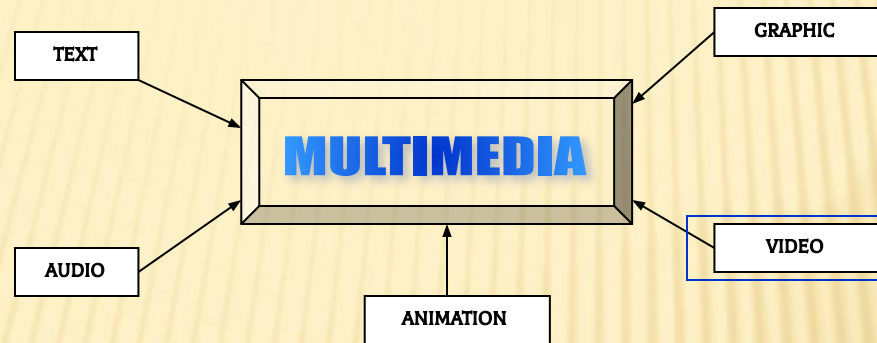 GRAPHIC
TEXT
MULTIMEDIA
VIDEO
AUDIO
ANIMATION